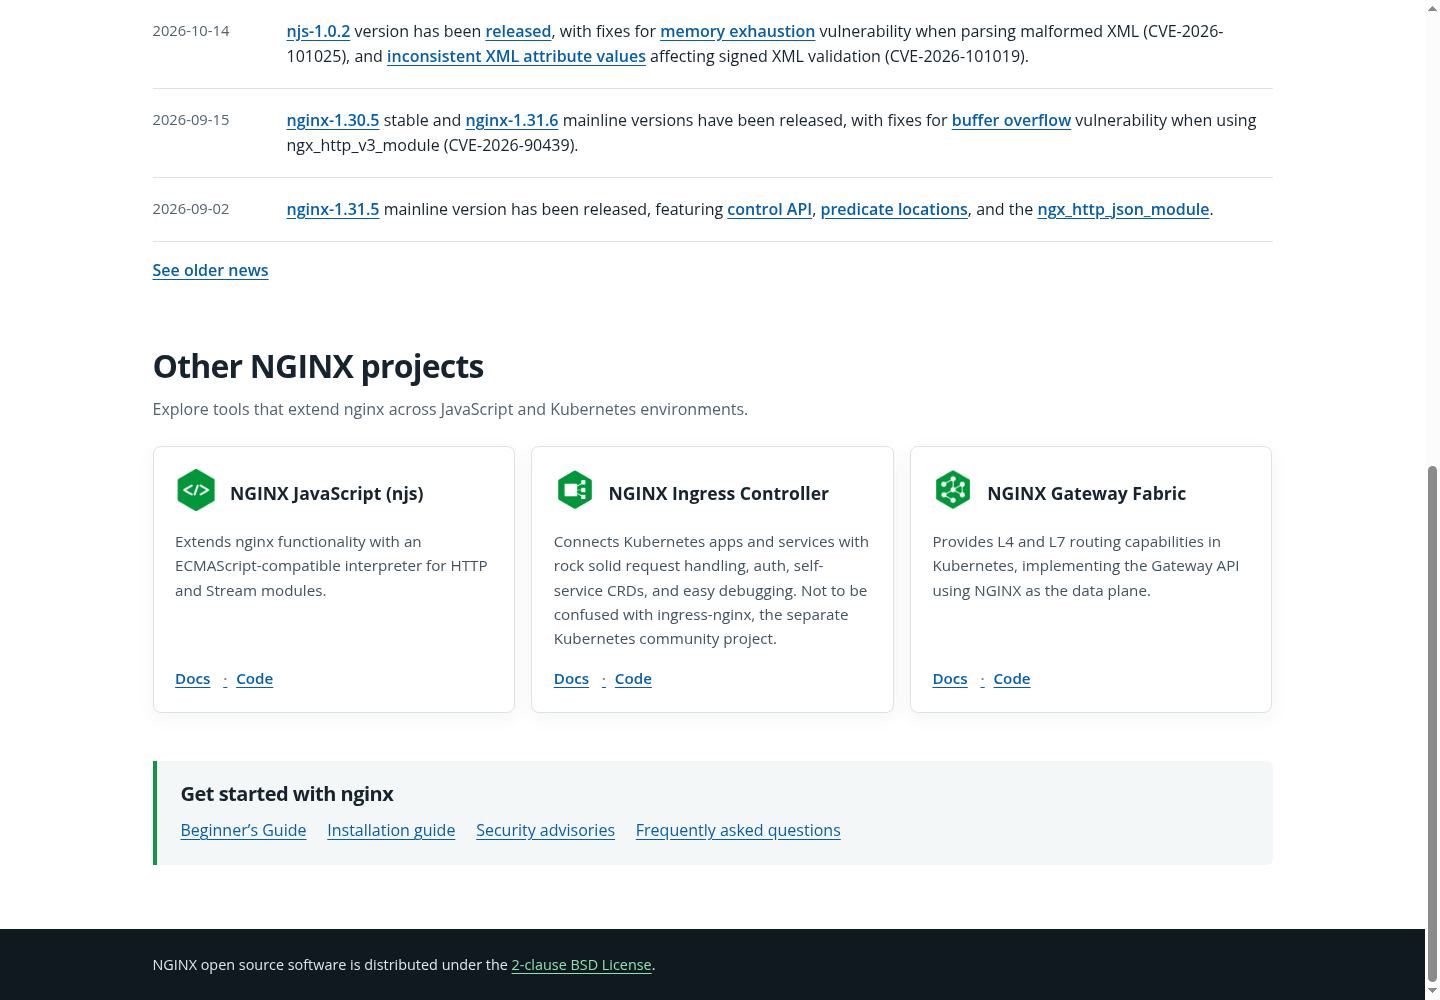 2026-10-14
njs-1.0.2 version has been released, with fixes for memory exhaustion vulnerability when parsing malformed XML (CVE-2026-
101025), and inconsistent XML attribute values affecting signed XML validation (CVE-2026-101019).
2026-09-15
nginx-1.30.5 stable and nginx-1.31.6 mainline versions have been released, with fixes for buffer overflow vulnerability when using
ngx_http_v3_module (CVE-2026-90439).
2026-09-02
nginx-1.31.5 mainline version has been released, featuring control API, predicate locations, and the ngx_http_json_module.
See older news
Other NGINX projects
Explore tools that extend nginx across JavaScript and Kubernetes environments.
NGINX JavaScript (njs)
Extends nginx functionality with an
ECMAScript-compatible interpreter for HTTP
and Stream modules.
Docs · Code
NGINX Ingress Controller
Connects Kubernetes apps and services with
rock solid request handling, auth, self-
service CRDs, and easy debugging. Not to be
confused with ingress-nginx, the separate
Kubernetes community project.
Docs · Code
NGINX Gateway Fabric
Provides L4 and L7 routing capabilities in
Kubernetes, implementing the Gateway API
using NGINX as the data plane.
Docs · Code
Get started with nginx
Beginner’s Guide Installation guide Security advisories Frequently asked questions
NGINX open source software is distributed under the 2-clause BSD License.